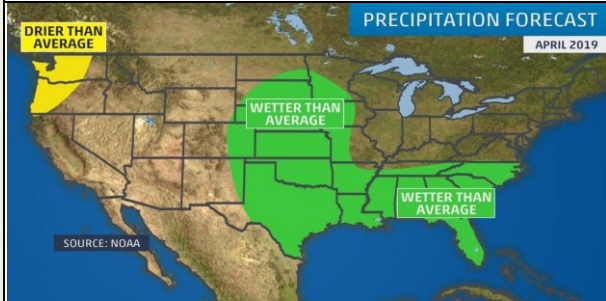 PRECIPITATION FORECAST
APRIL 2019
DRIER THAN
AVERAGE
WETTER THAN
AVERAGE
WETTER THAN
AVERAGE
SOURCE: NOAA